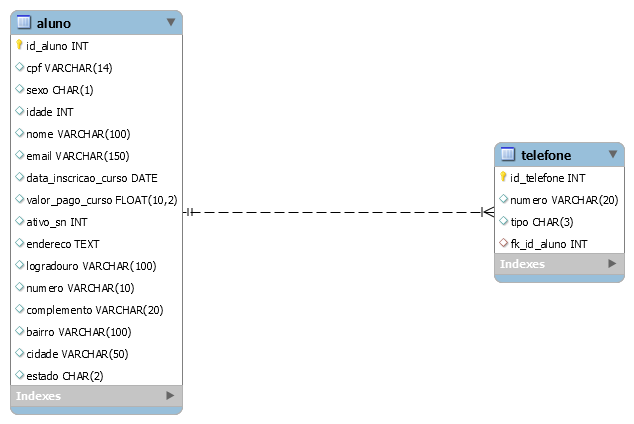 aluno
id_aluno INT
cpf VARCHAR(14)
sexo CHAR(1)
idade INT
nome VARCHAR(100)
email VARCHAR(150)
data_inscricao_curso DATE
valor_pago_curso FLOAT(10,2)
ativo_sn INT
endereco TEXT
logradouro VARCHAR(100)
numero VARCHAR(10)
complemento VARCHAR(20)
bairro VARCHAR(100)
cidade VARCHAR(50)
estado CHAR(2)
Indexes
telefone
id_telefone INT
numero VARCHAR(20)
tipo CHAR(3)
fk_id_aluno INT
Indexes